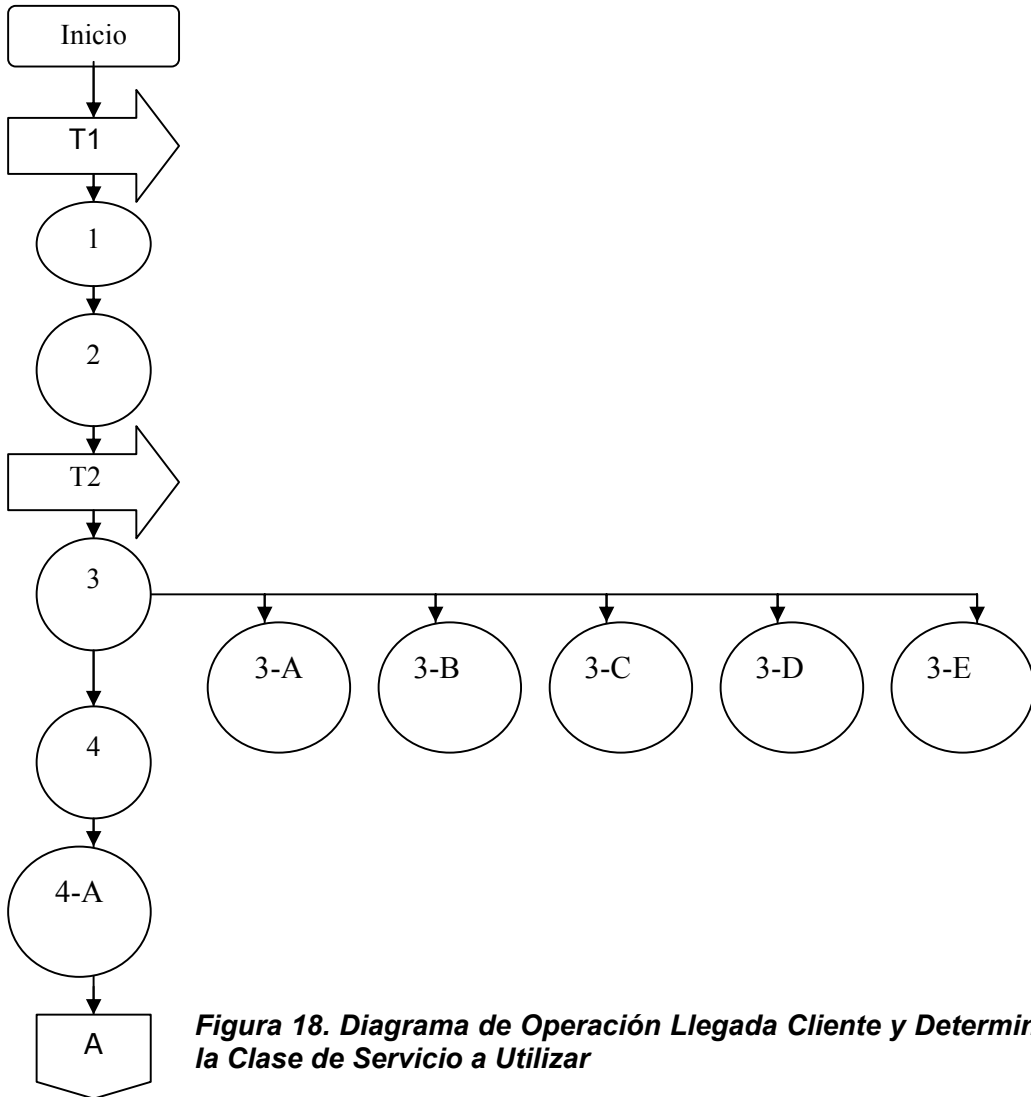 Inicio
T1
1
2
T2
3
3-A
3-B
3-C
3-D
3-E
4
4-A
A
Figura 18. Diagrama de Operación Llegada Cliente y Determin
la Clase de Servicio a Utilizar